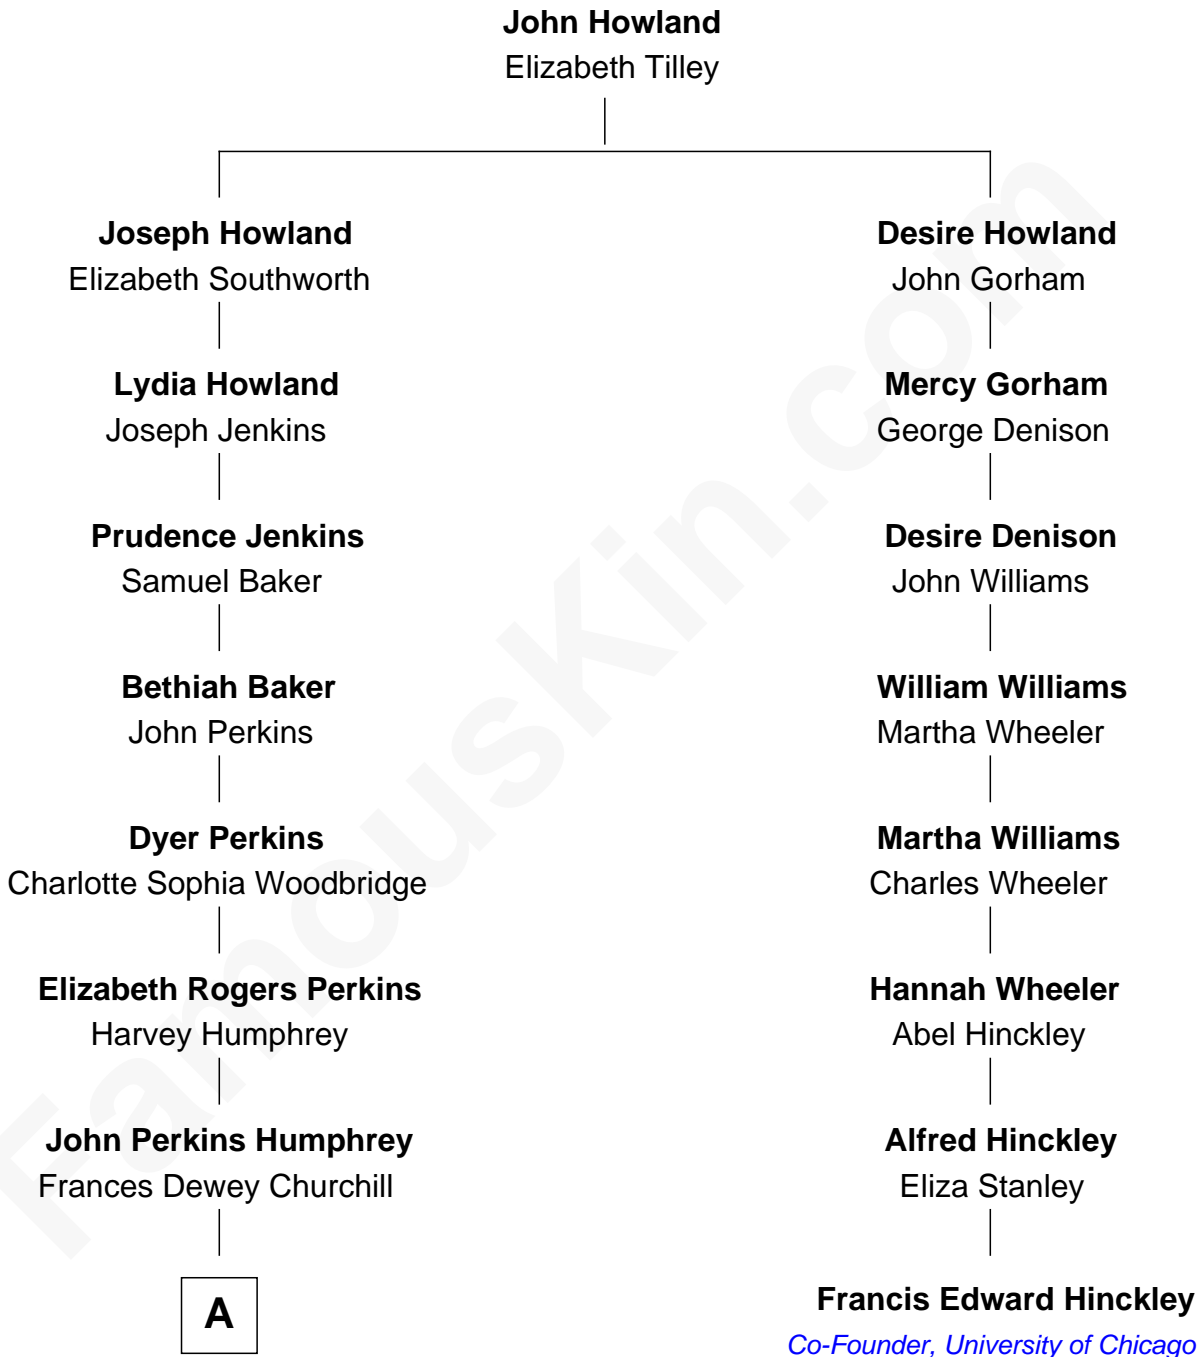 John Howland
Elizabeth Tilley
Joseph Howland
Elizabeth Southworth
Desire Howland
John Gorham
Lydia Howland
Joseph Jenkins
Mercy Gorham
George Denison
Prudence Jenkins
Samuel Baker
Desire Denison
John Williams
Bethiah Baker
John Perkins
William Williams
Martha Wheeler
Dyer Perkins
Charlotte Sophia Woodbridge
Martha Williams
Charles Wheeler
Elizabeth Rogers Perkins
Harvey Humphrey
Hannah Wheeler
Abel Hinckley
John Perkins Humphrey
Frances Dewey Churchill
Alfred Hinckley
Eliza Stanley
A
Francis Edward Hinckley
Co-Founder, University of Chicago
FamousKin.com